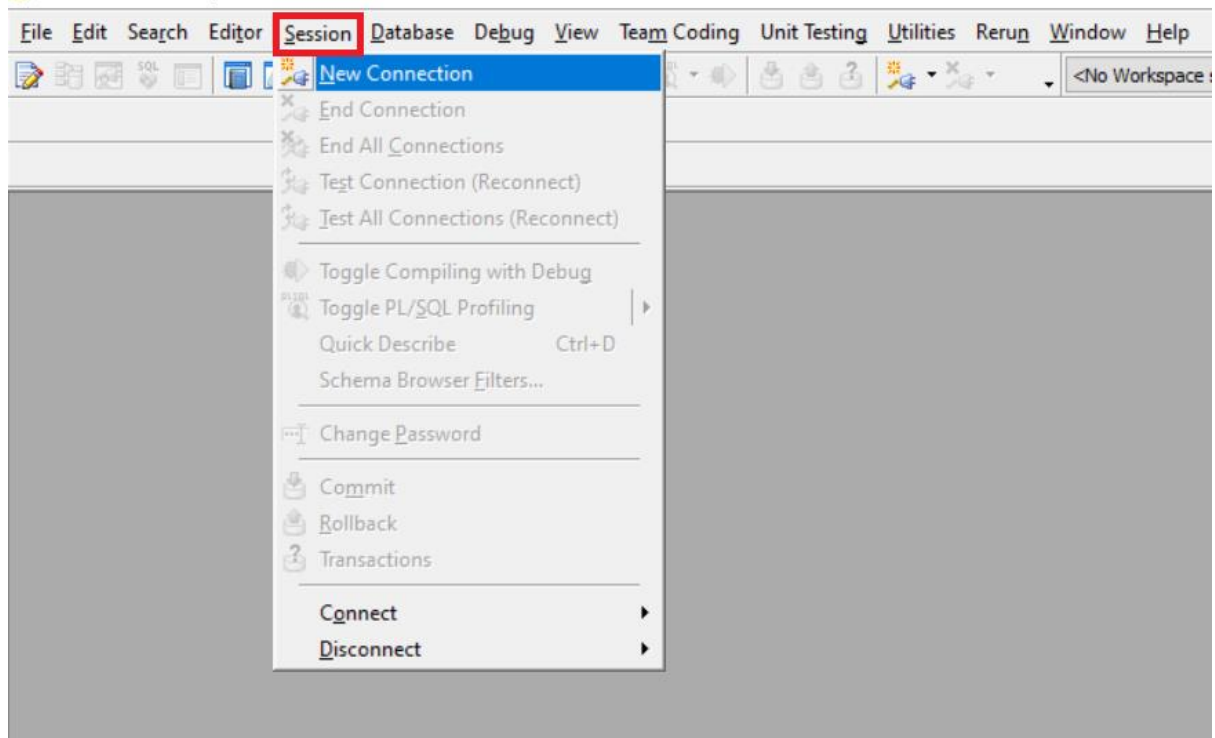 File Edit Search Editor Session Database Debug View Team Coding Unit Testing Utilities Rerun Window Help
SQL
<No Workspace s
New Connection
End Connection
End All Connections
Test Connection (Reconnect)
Test All Connections (Reconnect)
Toggle Compiling with Debug
Toggle PL/SQL Profiling
Quick Describe Ctrl+D
Schema Browser Filters...
Change Password
Commit
Rollback
Transactions
Connect
Disconnect